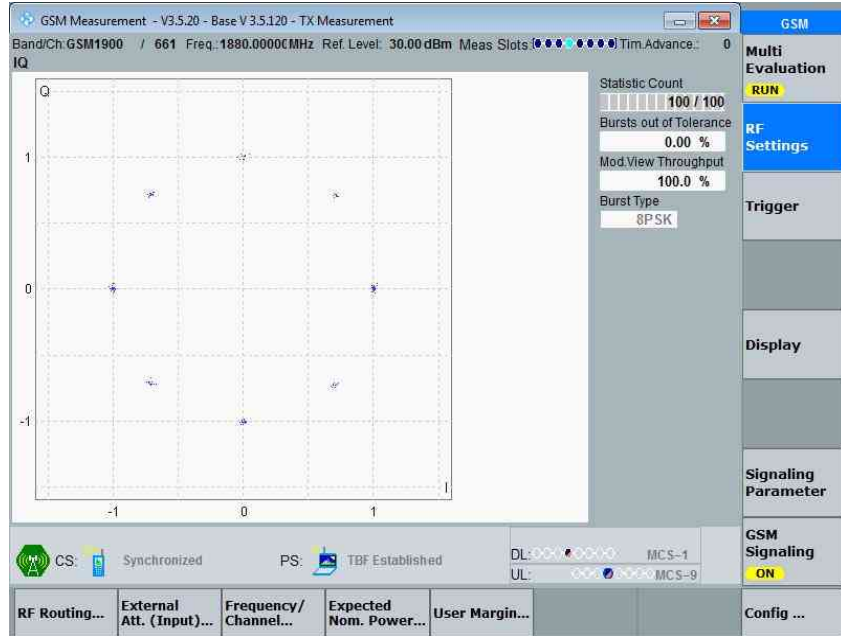 GSM Measurement - V3.5.20 - Base V 3.5.120 - TX Measurement
GSM
Band/Ch: GSM1900 / 661 Freq.: 1880.0000 MHz Ref. Level: 30.00 dBm Meas Slots: Tim.Advance.: 0
IQ
Multi
Evaluation
RUN
Statistic Count
100 / 100
Bursts out of Tolerance
0.00 %
Mod.View Throughput
100.0 %
Burst Type
8PSK
RF
Settings
Trigger
Display
Signaling
Parameter
GSM
Signaling
ON
Q
1
0
-1
I
-1 0 1
CS: Synchronized PS: TBF Established
DL: MCS-1
UL: MCS-9
RF Routing...
External
Att. (Input)...
Frequency/
Channel...
Expected
Nom. Power...
User Margin...
Config ...